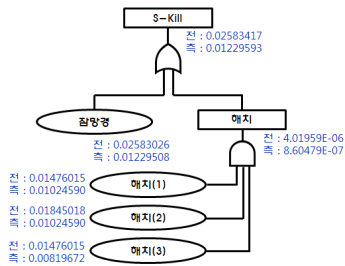 S-Kill
전 : 0.02583417
측 : 0.01229593
잠망경
해치
전 : 0.02583026
측 : 0.01229508
전 : 4.01959E-06
측 : 8.60479E-07
전 : 0.01476015
측 : 0.01024590
해치(1)
전 : 0.01845018
측 : 0.01024590
해치(2)
전 : 0.01476015
측 : 0.00819672
해치(3)